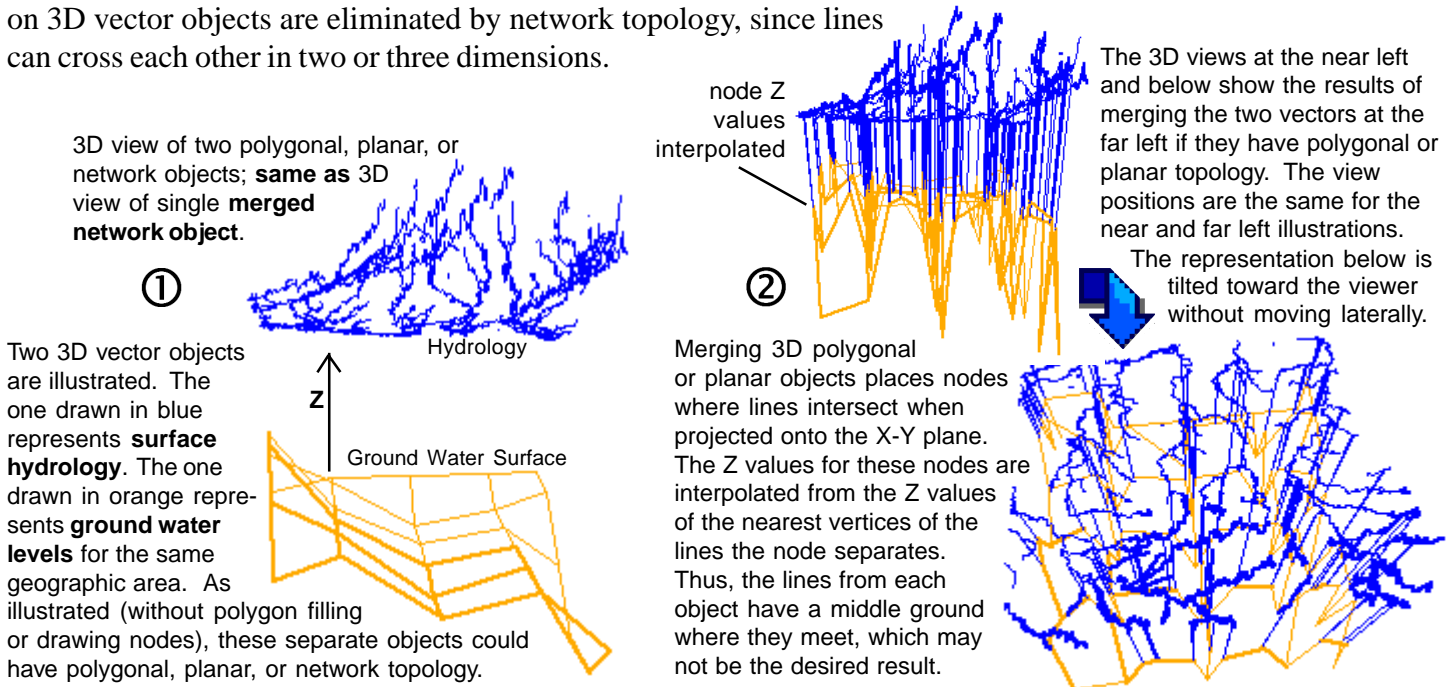 on 3D vector objects are eliminated by network topology, since lines
can cross each other in two or three dimensions.
3D view of two polygonal, planar, or
network objects; same as 3D
view of single merged
network object.
①
Hydrology
Z
Ground Water Surface
Two 3D vector objects
are illustrated. The
one drawn in blue
represents surface
hydrology. The one
drawn in orange repre-
sents ground water
levels for the same
geographic area. As
illustrated (without polygon filling
or drawing nodes), these separate objects could
have polygonal, planar, or network topology.
node Z
values
interpolated
②
Merging 3D polygonal
or planar objects places nodes
where lines intersect when
projected onto the X-Y plane.
The Z values for these nodes are
interpolated from the Z values
of the nearest vertices of the
lines the node separates.
Thus, the lines from each
object have a middle ground
where they meet, which may
not be the desired result.
The 3D views at the near left
and below show the results of
merging the two vectors at the
far left if they have polygonal or
planar topology. The view
positions are the same for the
near and far left illustrations.
The representation below is
tilted toward the viewer
without moving laterally.